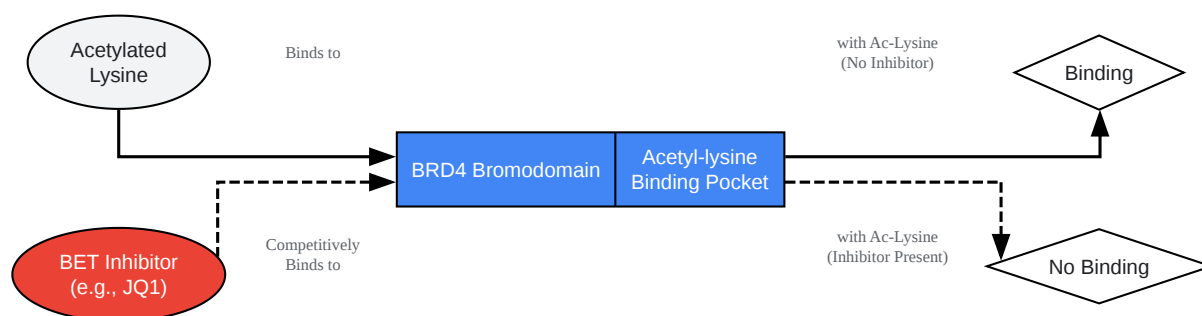 Acetylated
Lysine
Binds to
with Ac-Lysine
(No Inhibitor)
Binding
BRD4 Bromodomain
Acetyl-lysine
Binding Pocket
BET Inhibitor
(e.g., JQ1)
Competitively
Binds to
with Ac-Lysine
(Inhibitor Present)
No Binding